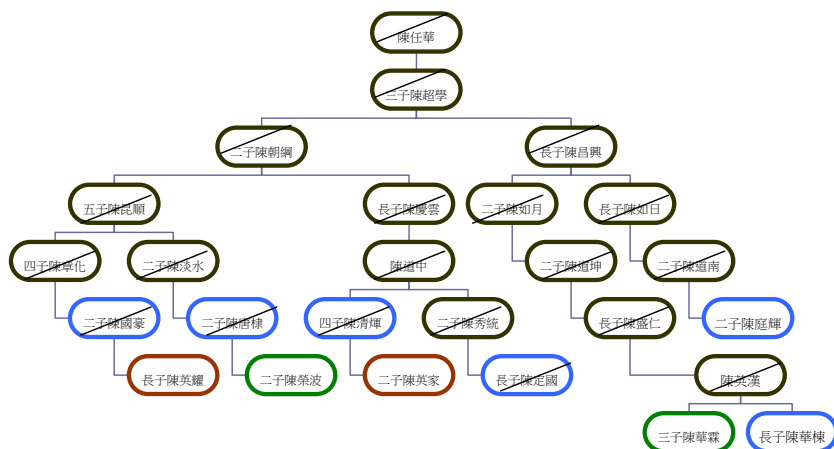 陳任華
三子陳超學
二子陳朝綱
長子陳昌興
五子陳昆順
長子陳慶雲
二子陳如月
長子陳如日
四子陳章化
二子陳淡水
陳道中
二子陳道坤
二子陳道南
二子陳國豪
二子陳唐棣
四子陳清煇
二子陳秀統
長子陳盛仁
二子陳庭輝
長子陳英耀
二子陳榮波
二子陳英家
長子陳定國
陳英漢
三子陳華霖
長子陳華棟